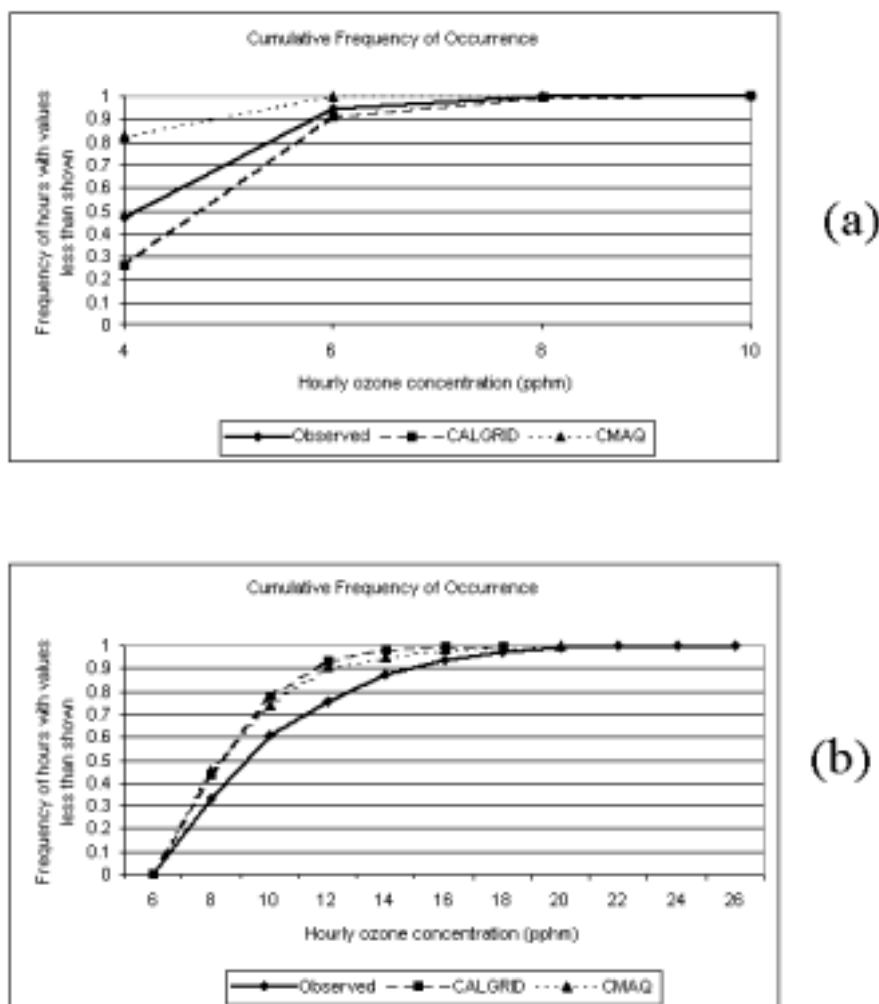 Cumulative Frequency of Occurrence
Frequency of hours with values
less than shown
1
0.9
0.8
0.7
0.6
0.5
0.4
0.3
0.2
0.1
0
4 6 8 10
Hourly ozone concentration (pphm)
Observed CALGRID CMAQ
(a)
Cumulative Frequency of Occurrence
Frequency of hours with values
less than shown
1
0.9
0.8
0.7
0.6
0.5
0.4
0.3
0.2
0.1
0
6 8 10 12 14 16 18 20 22 24 26
Hourly ozone concentration (pphm)
Observed CALGRID CMAQ
(b)